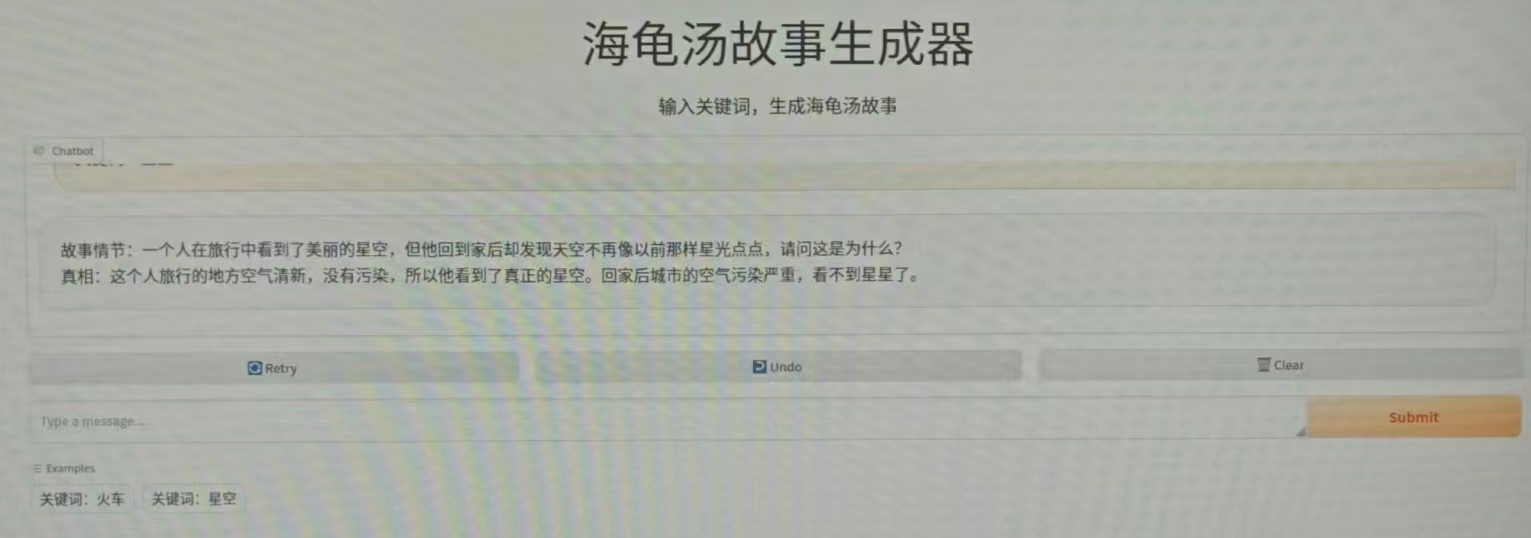 海龟汤故事生成器
输入关键词，生成海龟汤故事
Chatbot
故事情节：一个人在旅行中看到了美丽的星空，但他回到家后却发现天空不再像以前那样星光点点，请问这是为什么？
真相：这个人旅行的地方空气清新，没有污染，所以他看到了真正的星空。回家后城市的空气污染严重，看不到星星了。
Retry
Undo
Clear
Type a message...
Submit
Examples
关键词：火车
关键词：星空